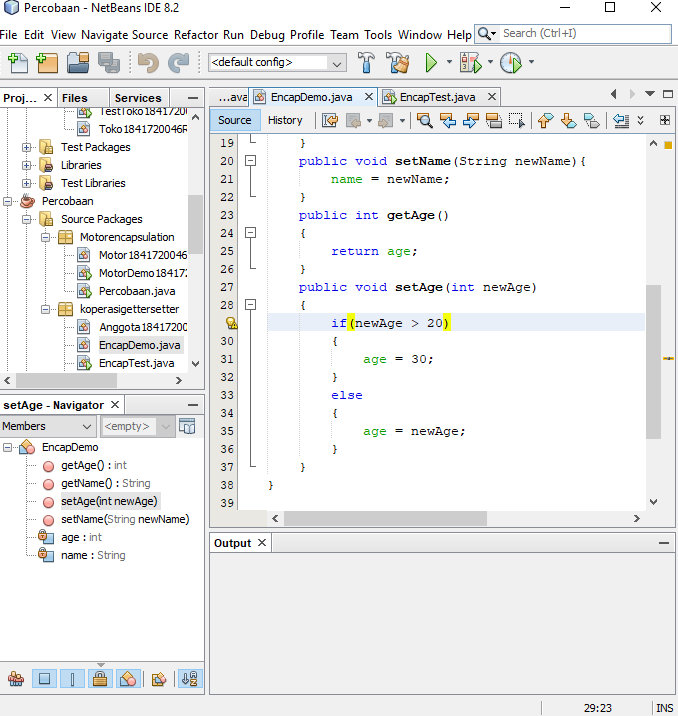 Percobaan - NetBeans IDE 8.2
File Edit View Navigate Source Refactor Run Debug Profile Team Tools Window Help Search (Ctrl+I)
<default config>
Proj... Files Services
TestToko18417200
Toko1841720046R
Test Packages
Libraries
Test Libraries
Percobaan
Source Packages
Motorencapsulation
Motor1841720046
MotorDemo18417
Percobaan.java
koperasigettersetter
Anggota18417200
EncapDemo.java
EncapTest.java
setAge - Navigator
Members <empty>
EncapDemo
getAge() : int
getName() : String
setAge(int newAge)
setName(String newName)
age : int
name : String
...ava EncapDemo.java EncapTest.java
Source History
19 }
20 public void setName(String newName){
21 name = newName;
22 }
23 public int getAge()
24 {
25 return age;
26 }
27 public void setAge(int newAge)
28 {
if(newAge > 20)
30 {
31 age = 30;
32 }
33 else
34 {
35 age = newAge;
36 }
37 }
38 }
39
Output
29:23 INS